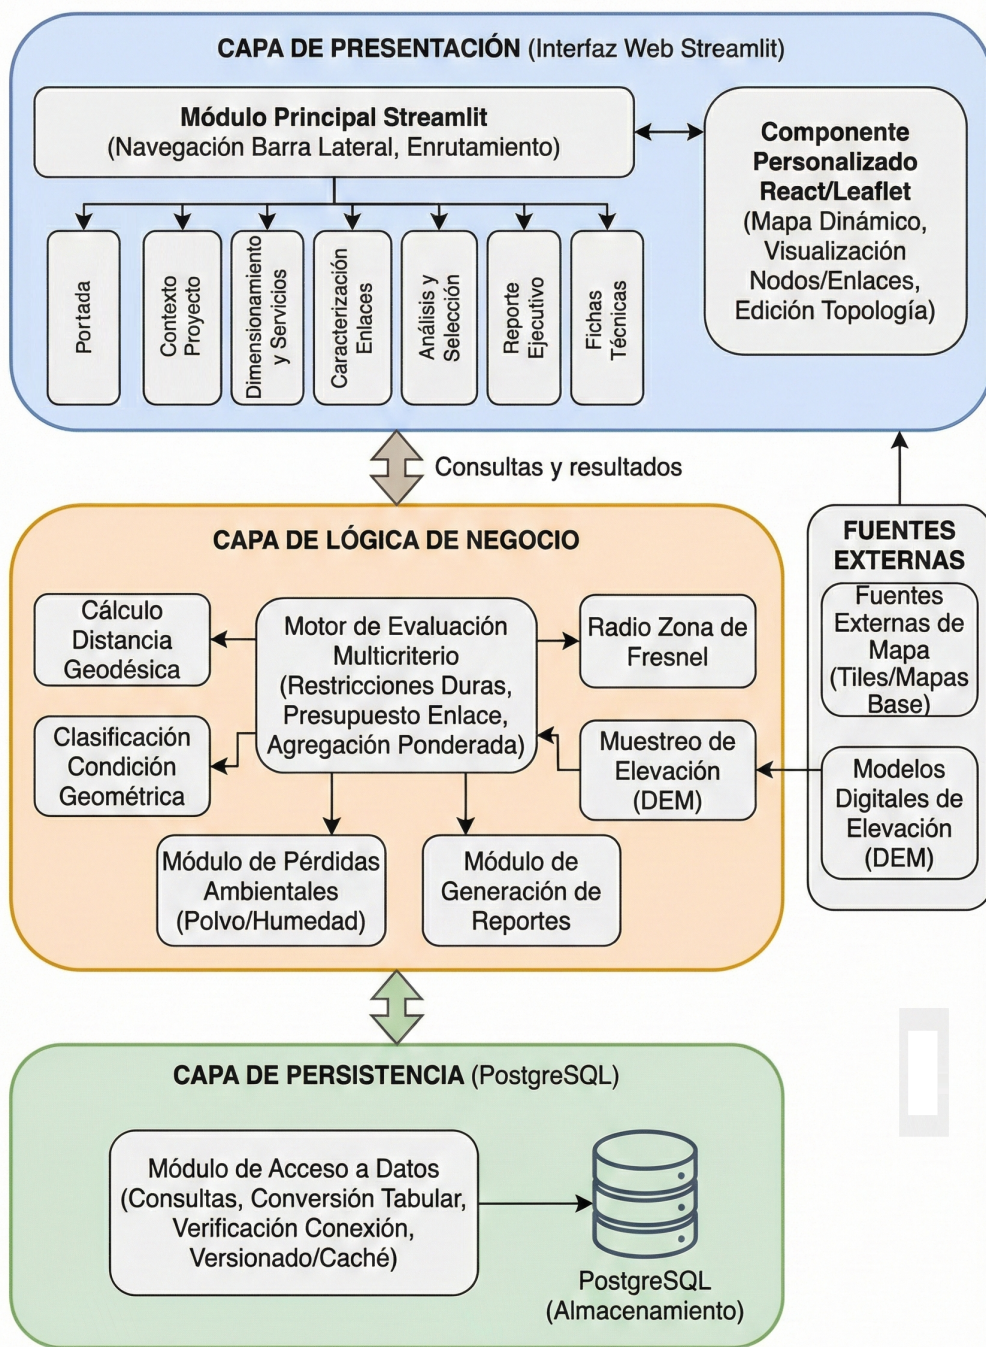 CAPA DE PRESENTACIÓN (Interfaz Web Streamlit)
Módulo Principal Streamlit
(Navegación Barra Lateral, Enrutamiento)
Componente
Personalizado
React/Leaflet
(Mapa Dinámico,
Visualización
Nodos/Enlaces,
Edición Topología)
Portada
Contexto
Proyecto
Dimensionamiento
y Servicios
Caracterización
Enlaces
Análisis y
Selección
Reporte
Ejecutivo
Fichas
Técnicas
Consultas y resultados
CAPA DE LÓGICA DE NEGOCIO
Cálculo
Distancia
Geodésica
Motor de Evaluación
Multicriterio
(Restricciones Duras,
Presupuesto Enlace,
Agregación Ponderada)
Radio Zona de
Fresnel
Clasificación
Condición
Geométrica
Muestreo de
Elevación
(DEM)
Módulo de Pérdidas
Ambientales
(Polvo/Humedad)
Módulo de
Generación de
Reportes
FUENTES
EXTERNAS
Fuentes
Externas de
Mapa
(Tiles/Mapas
Base)
Modelos
Digitales de
Elevación
(DEM)
CAPA DE PERSISTENCIA (PostgreSQL)
Módulo de Acceso a Datos
(Consultas, Conversión Tabular,
Verificación Conexión,
Versionado/Caché)
PostgreSQL
(Almacenamiento)